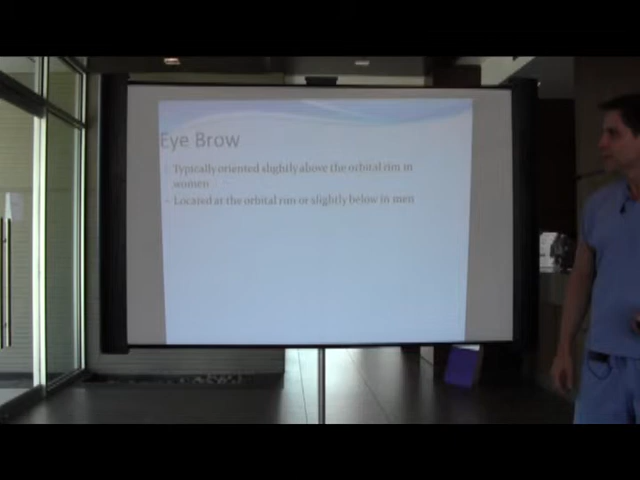 Eye Brow
Typically oriented slightly above the orbital rim in
women
Located at the orbital rim or slightly below in men